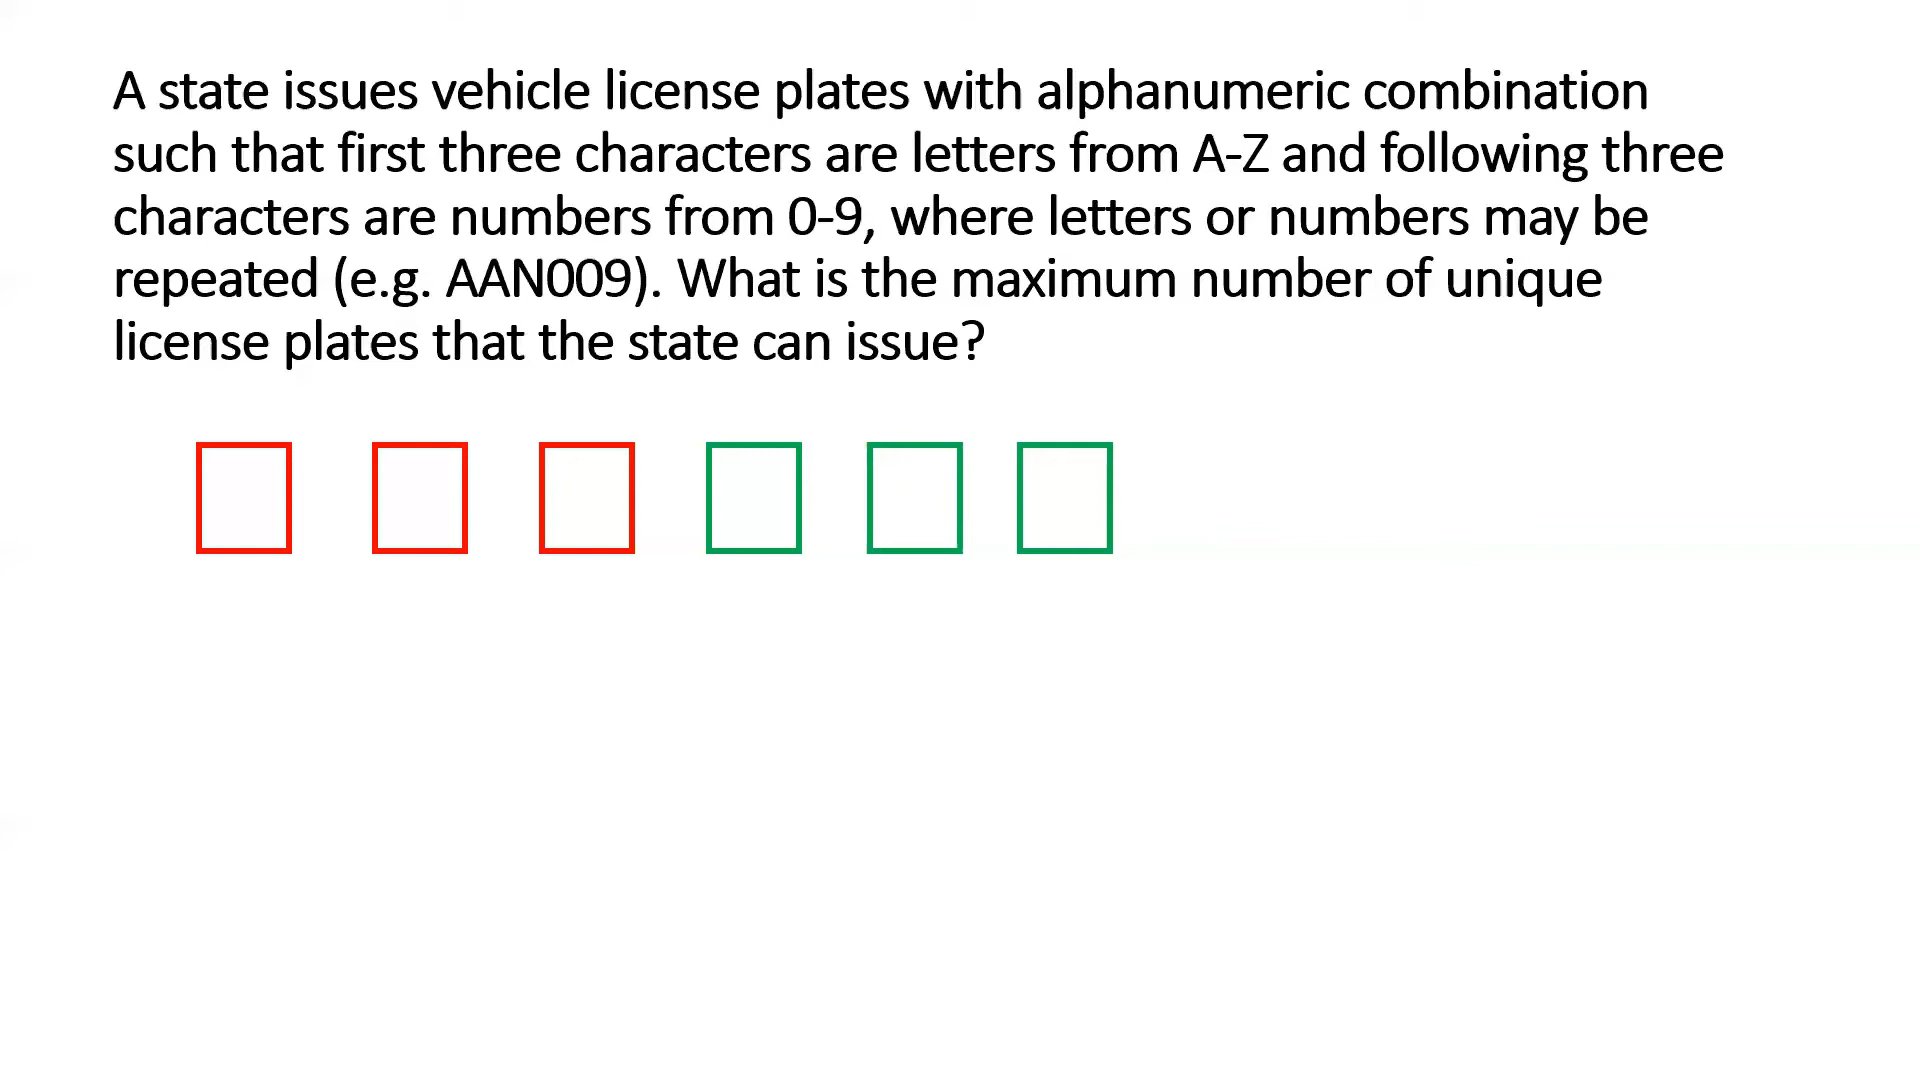 A state issues vehicle license plates with alphanumeric combination
such that first three characters are letters from A-Z and following three
characters are numbers from 0-9, where letters or numbers may be
repeated (e.g. AAN009). What is the maximum number of unique
license plates that the state can issue?